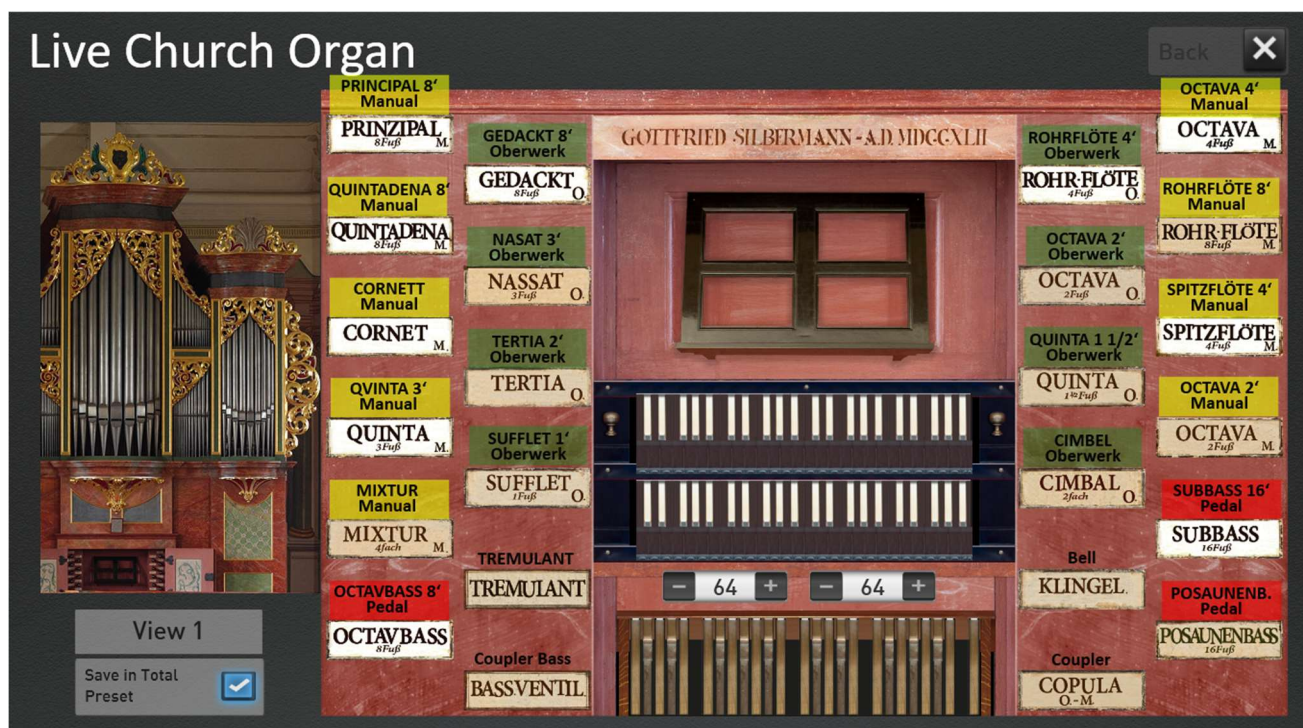 Live Church Organ
Back
PRINCIPAL 8‘
Manual
PRINZIPAL
8Fuß M.
QUINTADENA 8‘
Manual
QUINTADENA
8Fuß M.
CORNETT
Manual
CORNET
M.
QVINTA 3‘
Manual
QUINTA
3Fuß M.
MIXTUR
Manual
MIXTUR
4fach M.
OCTAVBASS 8‘
Pedal
OCTAVBASS
8Fuß
GEDACKT 8‘
Oberwerk
GEDACKT
8Fuß O.
NASAT 3‘
Oberwerk
NASSAT
3Fuß O.
TERTIA 2‘
Oberwerk
TERTIA
O.
SUFFLET 1‘
Oberwerk
SUFFLET
1Fuß O.
TREMULANT
TREMULANT
Coupler Bass
BASS.VENTIL.
GOTTFRIED SILBERMANN - A.D. MDCCXLII
64 64
ROHRFLÖTE 4‘
Oberwerk
ROHR-FLÖTE
4Fuß O.
OCTAVA 2‘
Oberwerk
OCTAVA
2Fuß O.
QUINTA 1 1/2‘
Oberwerk
QUINTA
1 1/2 Fuß O.
CIMBEL
Oberwerk
CIMBAL
2fach O.
Bell
KLINGEL.
Coupler
COPULA
O.-M.
OCTAVA 4‘
Manual
OCTAVA
4Fuß M.
ROHRFLÖTE 8‘
Manual
ROHR-FLÖTE
8Fuß M.
SPITZFLÖTE 4‘
Manual
SPITZFLÖTE
4Fuß M.
OCTAVA 2‘
Manual
OCTAVA
2Fuß M.
SUBBASS 16‘
Pedal
SUBBASS
16Fuß
POSAUNENB.
Pedal
POSAUNENBASS
16Fuß
View 1
Save in Total
Preset